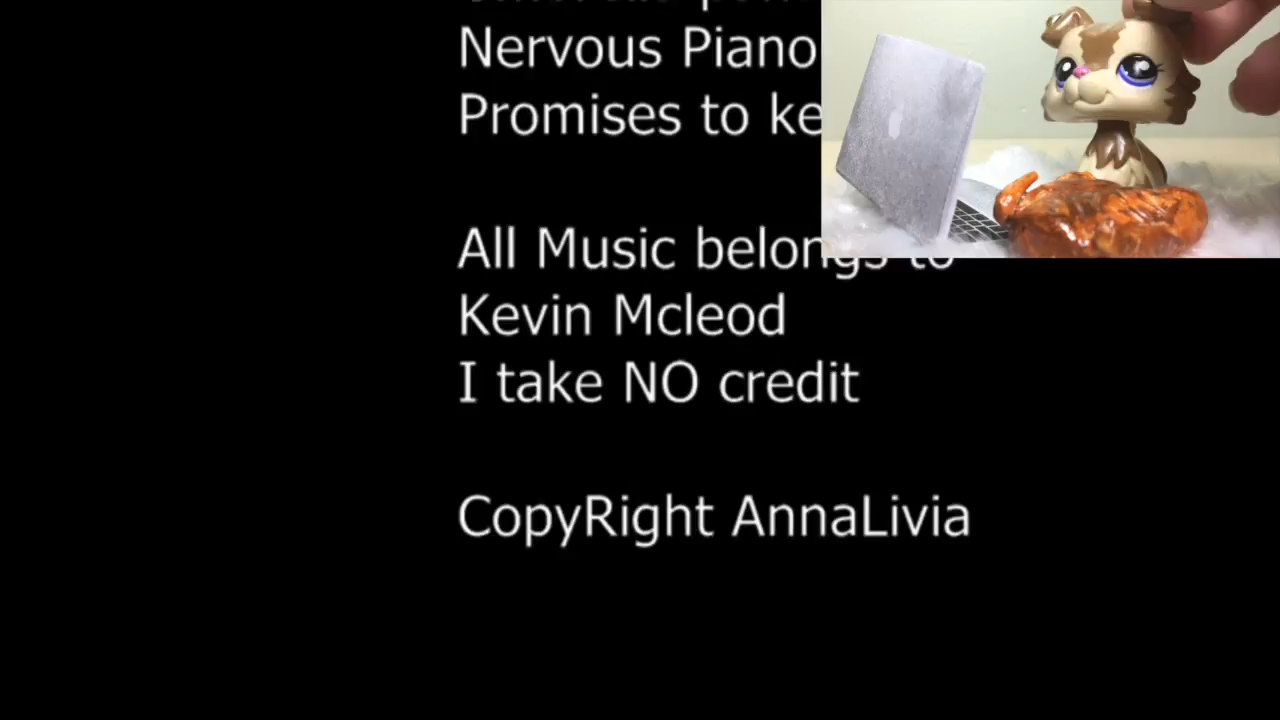 Nervous Piano
Promises to ke
All Music belongs to
Kevin Mcleod
I take NO credit
CopyRight AnnaLivia